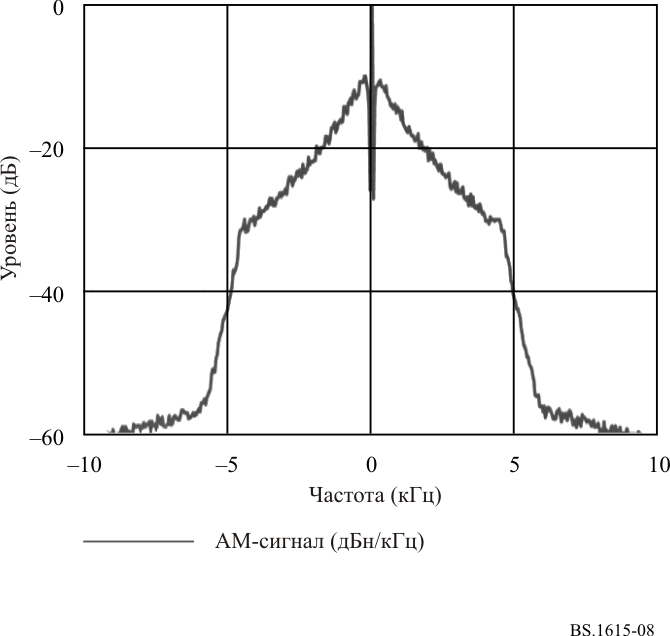 0
–20
–40
–60
Уровень (дБ)
–10
–5
0
5
10
Частота (кГц)
АМ-сигнал (дБн/кГц)
BS.1615-08